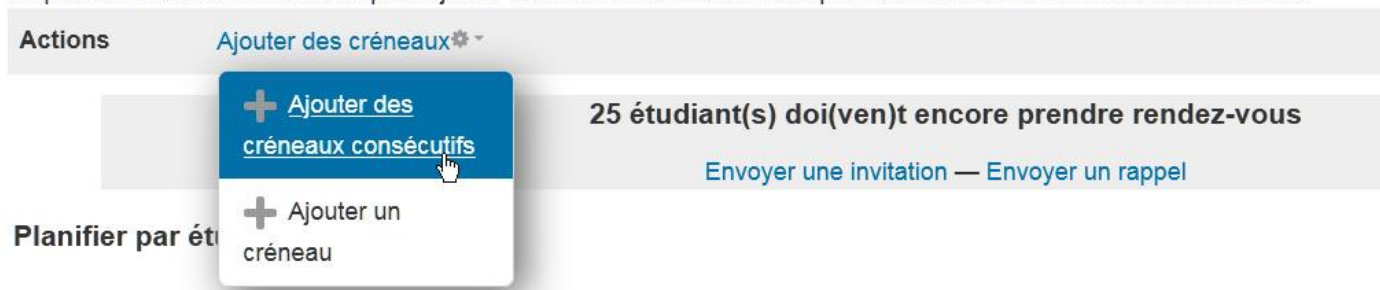 Actions Ajouter des créneaux
Ajouter des
créneaux consécutifs
25 étudiant(s) doi(ven)t encore prendre rendez-vous
Envoyer une invitation — Envoyer un rappel
Ajouter un
créneau
Planifier par